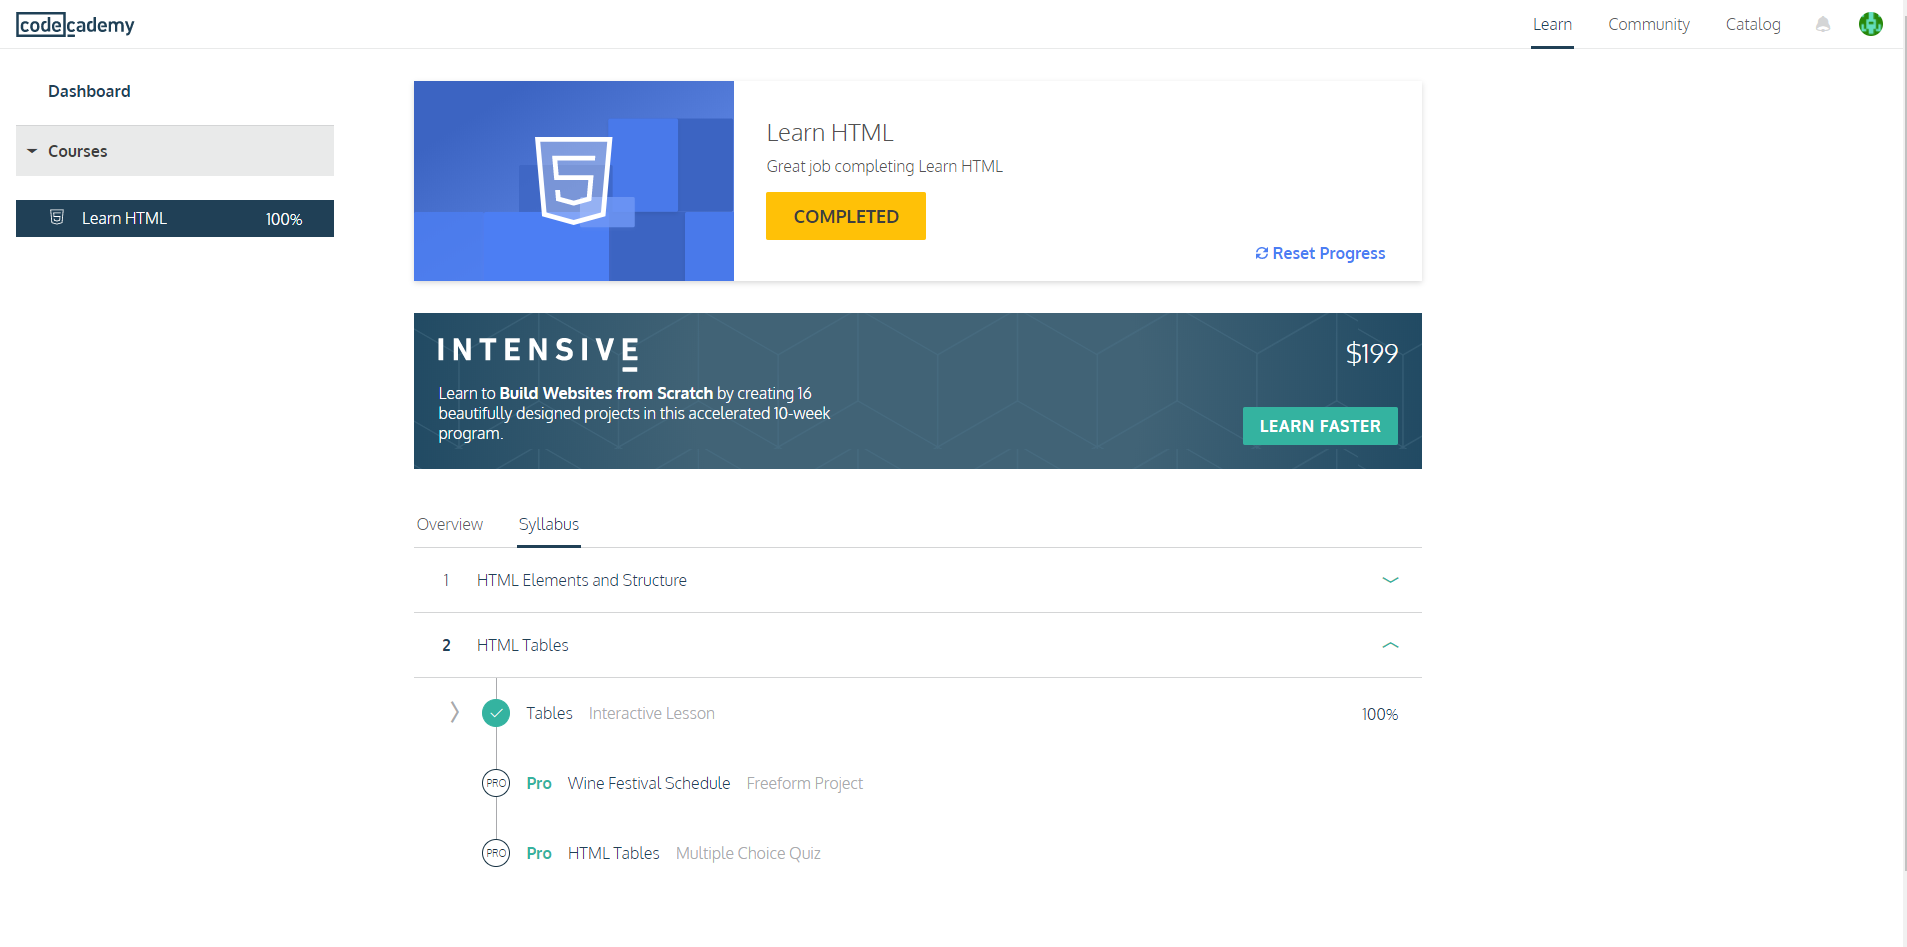 codecademy
Learn
Community
Catalog
Dashboard
Courses
Learn HTML
100%
5
Learn HTML
Great job completing Learn HTML
COMPLETED
Reset Progress
INTENSIVE
$199
Learn to Build Websites from Scratch by creating 16
beautifully designed projects in this accelerated 10-week
program.
LEARN FASTER
Overview
Syllabus
1
HTML Elements and Structure
2
HTML Tables
Tables
Interactive Lesson
100%
PRO
Pro
Wine Festival Schedule
Freeform Project
PRO
Pro
HTML Tables
Multiple Choice Quiz